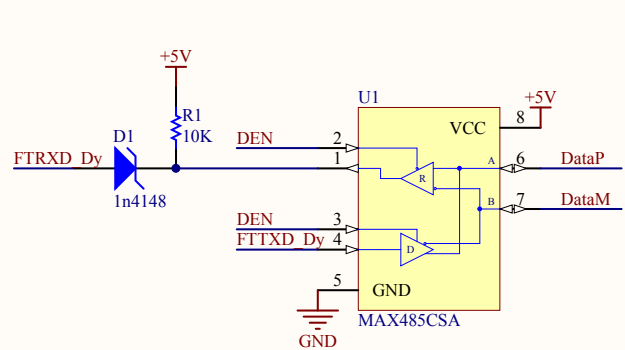 +5V
R1
10K
D1
FTRXD_Dy
1n4148
U1
+5V
VCC
8
DEN
2
1
A
6
DataP
R
B
7
DataM
DEN
3
FTTXD_Dy
4
D
5
GND
GND
MAX485CSA